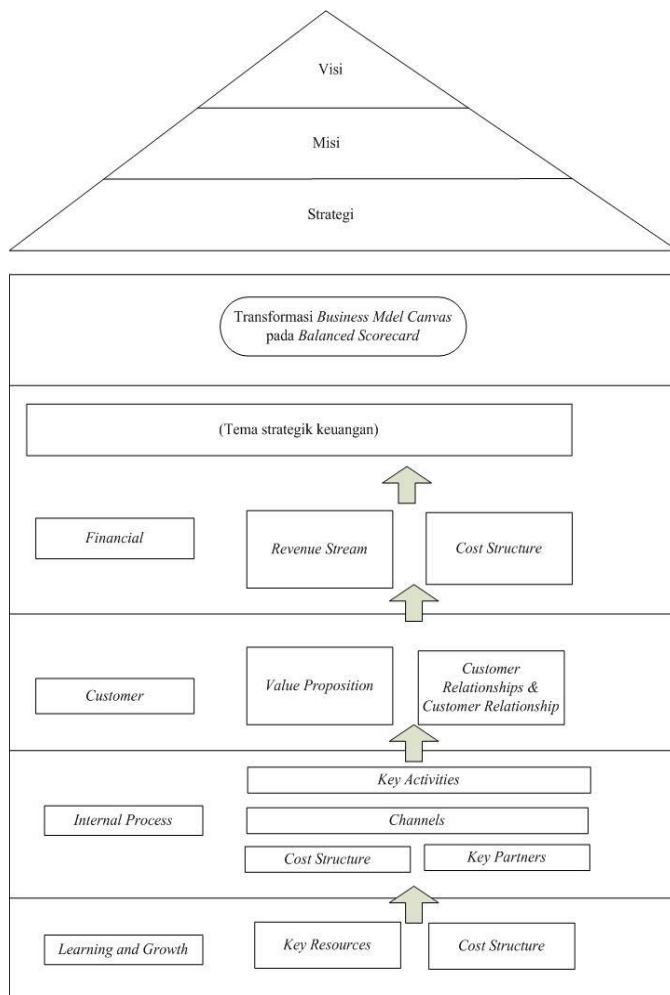 Visi
Misi
Strategi
Transformasi Business Mdel Canvas
pada Balanced Scorecard
(Tema strategik keuangan)
Financial
Revenue Stream
Cost Structure
Customer
Value Proposition
Customer
Relationships &
Customer Relationship
Internal Process
Key Activities
Channels
Cost Structure
Key Partners
Learning and Growth
Key Resources
Cost Structure